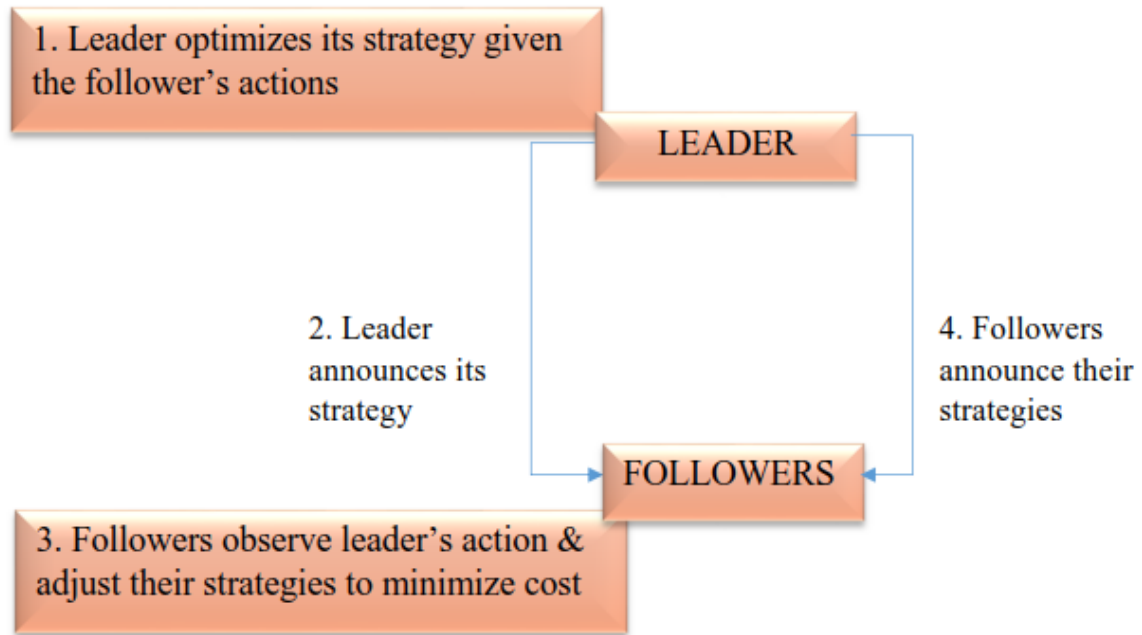 1. Leader optimizes its strategy given
the follower’s actions
LEADER
2. Leader
announces its
strategy
4. Followers
announce their
strategies
FOLLOWERS
3. Followers observe leader’s action &
adjust their strategies to minimize cost